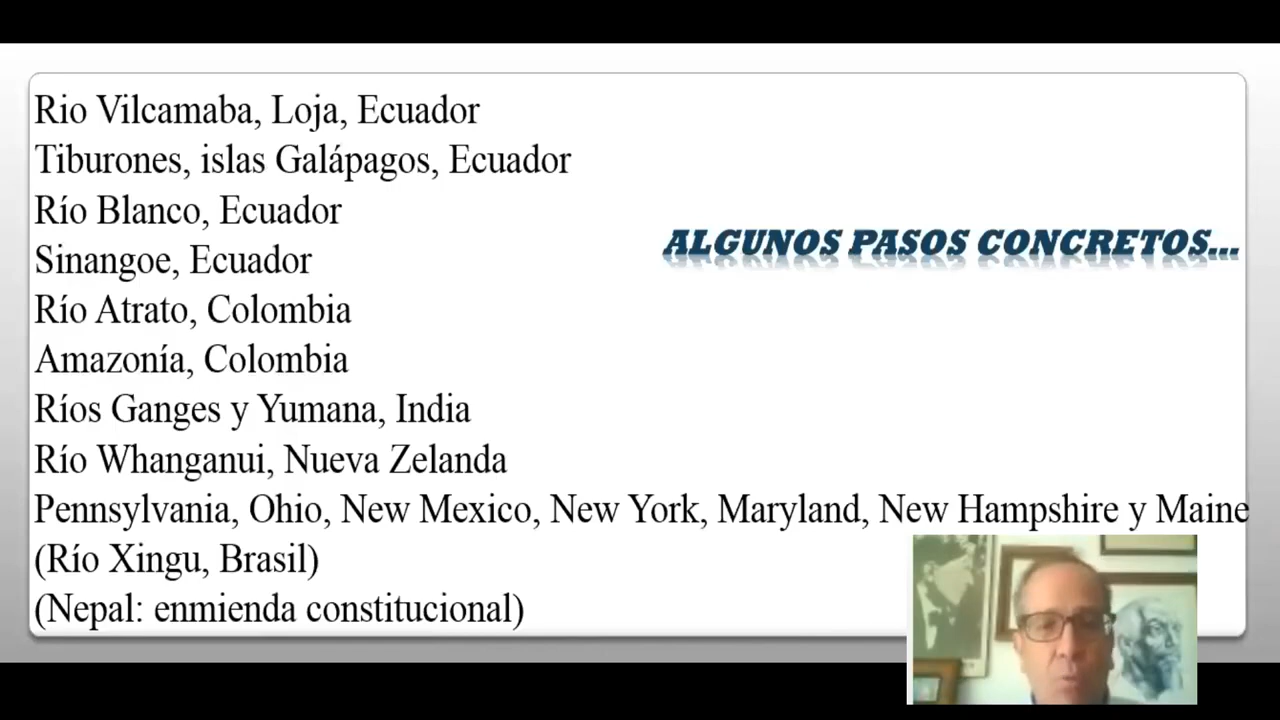 Rio Vilcamaba, Loja, Ecuador
Tiburones, islas Galápagos, Ecuador
Río Blanco, Ecuador
Sinangoe, Ecuador
ALGUNOS PASOS CONCRETOS...
Río Atrato, Colombia
Amazonía, Colombia
Ríos Ganges y Yumana, India
Río Whanganui, Nueva Zelanda
Pennsylvania, Ohio, New Mexico, New York, Maryland, New Hampshire y Maine
(Río Xingu, Brasil)
(Nepal: enmienda constitucional)